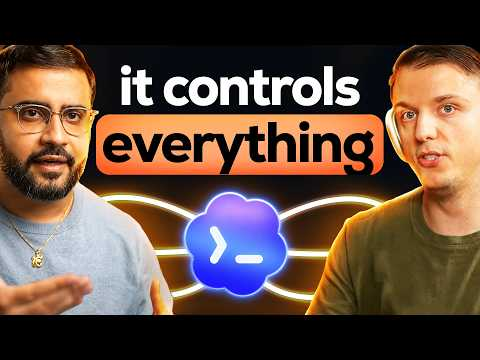 it controls
everything
>_